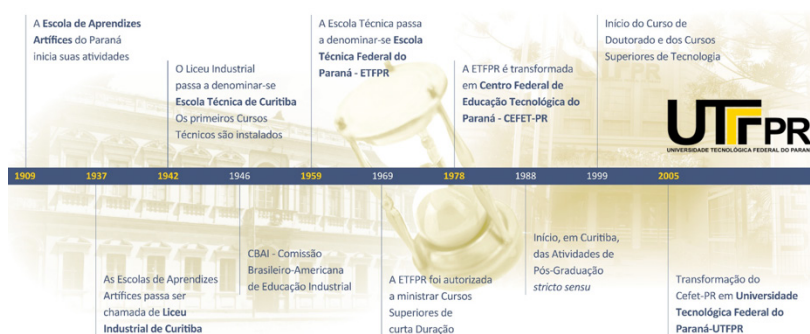 A Escola de Aprendizes
Artífices do Paraná
inicia suas atividades
O Liceu Industrial
passa a denominar-se
Escola Técnica de Curitiba
Os primeiros Cursos
Técnicos são instalados
A Escola Técnica passa
a denominar-se Escola
Técnica Federal do
Paraná - ETFPR
A ETFPR é transformada
em Centro Federal de
Educação Tecnológica do
Paraná - CEFET-PR
Início do Curso de
Doutorado e dos Cursos
Superiores de Tecnologia
UTFPR
UNIVERSIDADE TECNOLÓGICA FEDERAL DO PARANÁ
1909 1937 1942 1946 1959 1969 1978 1988 1999 2005
As Escolas de Aprendizes
Artífices passa ser
chamada de Liceu
Industrial de Curitiba
CBAI - Comissão
Brasileiro-Americana
de Educação Industrial
A ETFPR foi autorizada
a ministrar Cursos
Superiores de
curta Duração
Início, em Curitiba,
das Atividades de
Pós-Graduação
stricto sensu
Transformação do
Cefet-PR em Universidade
Tecnológica Federal do
Paraná-UTFPR